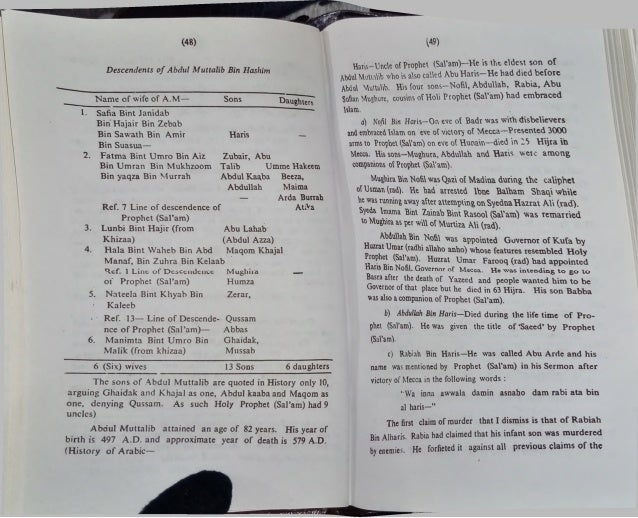 (48)
Descendents of Abdul Muttalib Bin Hashim
Name of wife of A.M— Sons Daughters
1. Safia Bint Janidab
Bin Hajair Bin Zebab
Bin Sawath Bin Amir Haris —
Bin Suasua—
2. Fatma Bint Umro Bin Aiz Zubair, Abu
Bin Umran Bin Mukhzoom Talib Umme Hakeem
Bin yaqza Bin Murrah Abdul Kaaba Beeza,
Abdullah Maima
— Arda Burrah
Ref. 7 Line of descendence of
Prophet (Sal'am)
3. Lunbi Bint Hajir (from Abu Lahab
Khizaa) (Abdul Azza)
4. Hala Bint Waheb Bin Abd Maqom Khajal
Manaf, Bin Zuhra Bin Kelaab
Ref. 1 Line of Descendence Mughira —
of Prophet (Sal'am) Humza
5. Nateela Bint Khyab Bin Zerar,
Kaleeb
Ref. 13— Line of Descende- Qussam
nce of Prophet (Sal'am)— Abbas
6. Manimta Bint Umro Bin Ghaidak,
Malik (from khizaa) Mussab
6 (Six) wives 13 Sons 6 daughters
The sons of Abdul Muttalib are quoted in History only 10,
arguing Ghaidak and Khajal as one, Abdul kaaba and Maqom as
one, denying Qussam. As such Holy Prophet (Sal'am) had 9
uncles)
Abdul Muttalib attained an age of 82 years. His year of
birth is 497 A.D. and approximate year of death is 579 A.D.
(History of Arabic—
(49)
Haris—Uncle of Prophet (Sal'am)—He is the eldest son of
Abdul Muttalib who is also called Abu Haris—He had died before
Abdul Muttalib. His four sons—Nofil, Abdullah, Rabia, Abu
Sofian Mughura, cousins of Holi Prophet (Sal'am) had embraced
Islam.
a) Nofil Bin Haris—On eve of Badr was with disbelievers
and embraced Islam on eve of victory of Mecca—Presented 3000
arms to Prophet (Sal'am) on eve of Hunain—died in 15 Hijra in
Mecca. His sons—Mughura, Abdullah and Haris were among
companions of Prophet (Sal'am).
Mughira Bin Nofil was Qazi of Madina during the caliphet
of Usman (rad). He had arrested Ibne Balham Shaqi while
he was running away after attempting on Syedna Hazrat Ali (rad).
Syeda Imama Bint Zainab Bint Rasool (Sal'am) was remarried
to Mughira as per will of Murtiza Ali (rad).
Abdullah Bin Nofil was appointed Governor of Kufa by
Huzrat Umar (radhi allaho anho) whose features resembled Holy
Prophet (Sal'am). Huzrat Umar Farooq (rad) had appointed
Haris Bin Nofil, Governor of Mecca. He was intending to go to
Basra after the death of Yazeed and people wanted him to be
Governor of that place but he died in 63 Hijra. His son Babba
was also a companion of Prophet (Sal'am).
b) Abdullah Bin Haris—Died during the life time of Pro-
phet (Sal'am). He was given the title of 'Saeed' by Prophet
(Sal'am).
c) Rabiah Bin Haris—He was called Abu Arde and his
name was mentioned by Prophet (Sal'am) in his Sermon after
victory of Mecca in the following words :
"Wa inna awwala damin asnaho dam rabi ata bin
al haris—"
The first claim of murder that I dismiss is that of Rabiah
Bin Alharis. Rabia had claimed that his infant son was murdered
by enemies. He forfieted it against all previous claims of the